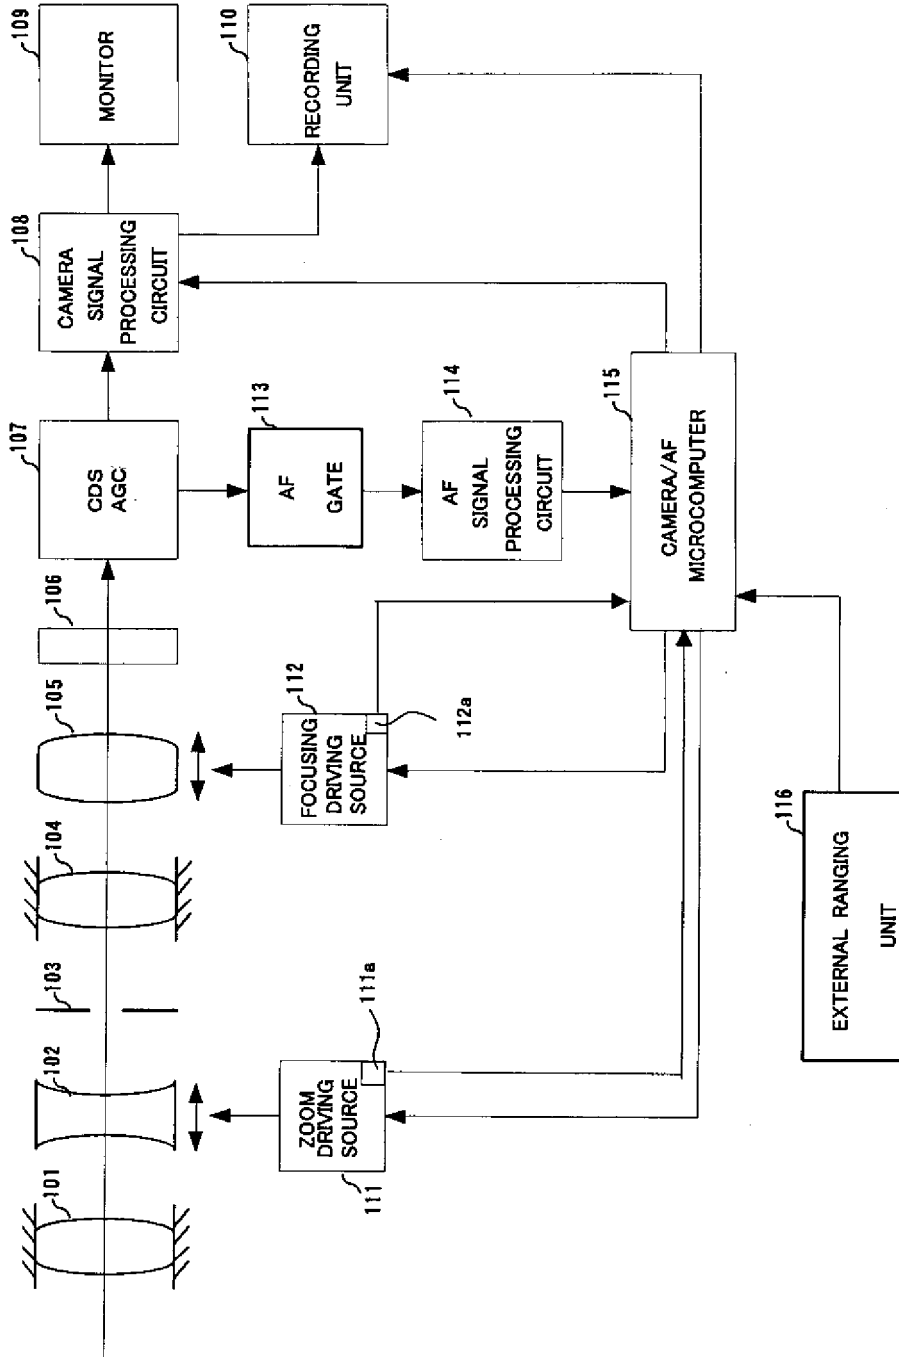 101
102
103
104
105
106
107
CDS
AGC
108
CAMERA
SIGNAL
PROCESSING
CIRCUIT
109
MONITOR
110
RECORDING
UNIT
111
ZOOM
DRIVING
SOURCE
111a
112
FOCUSING
DRIVING
SOURCE
112a
113
AF
GATE
114
AF
SIGNAL
PROCESSING
CIRCUIT
115
CAMERA/AF
MICROCOMPUTER
116
EXTERNAL RANGING
UNIT